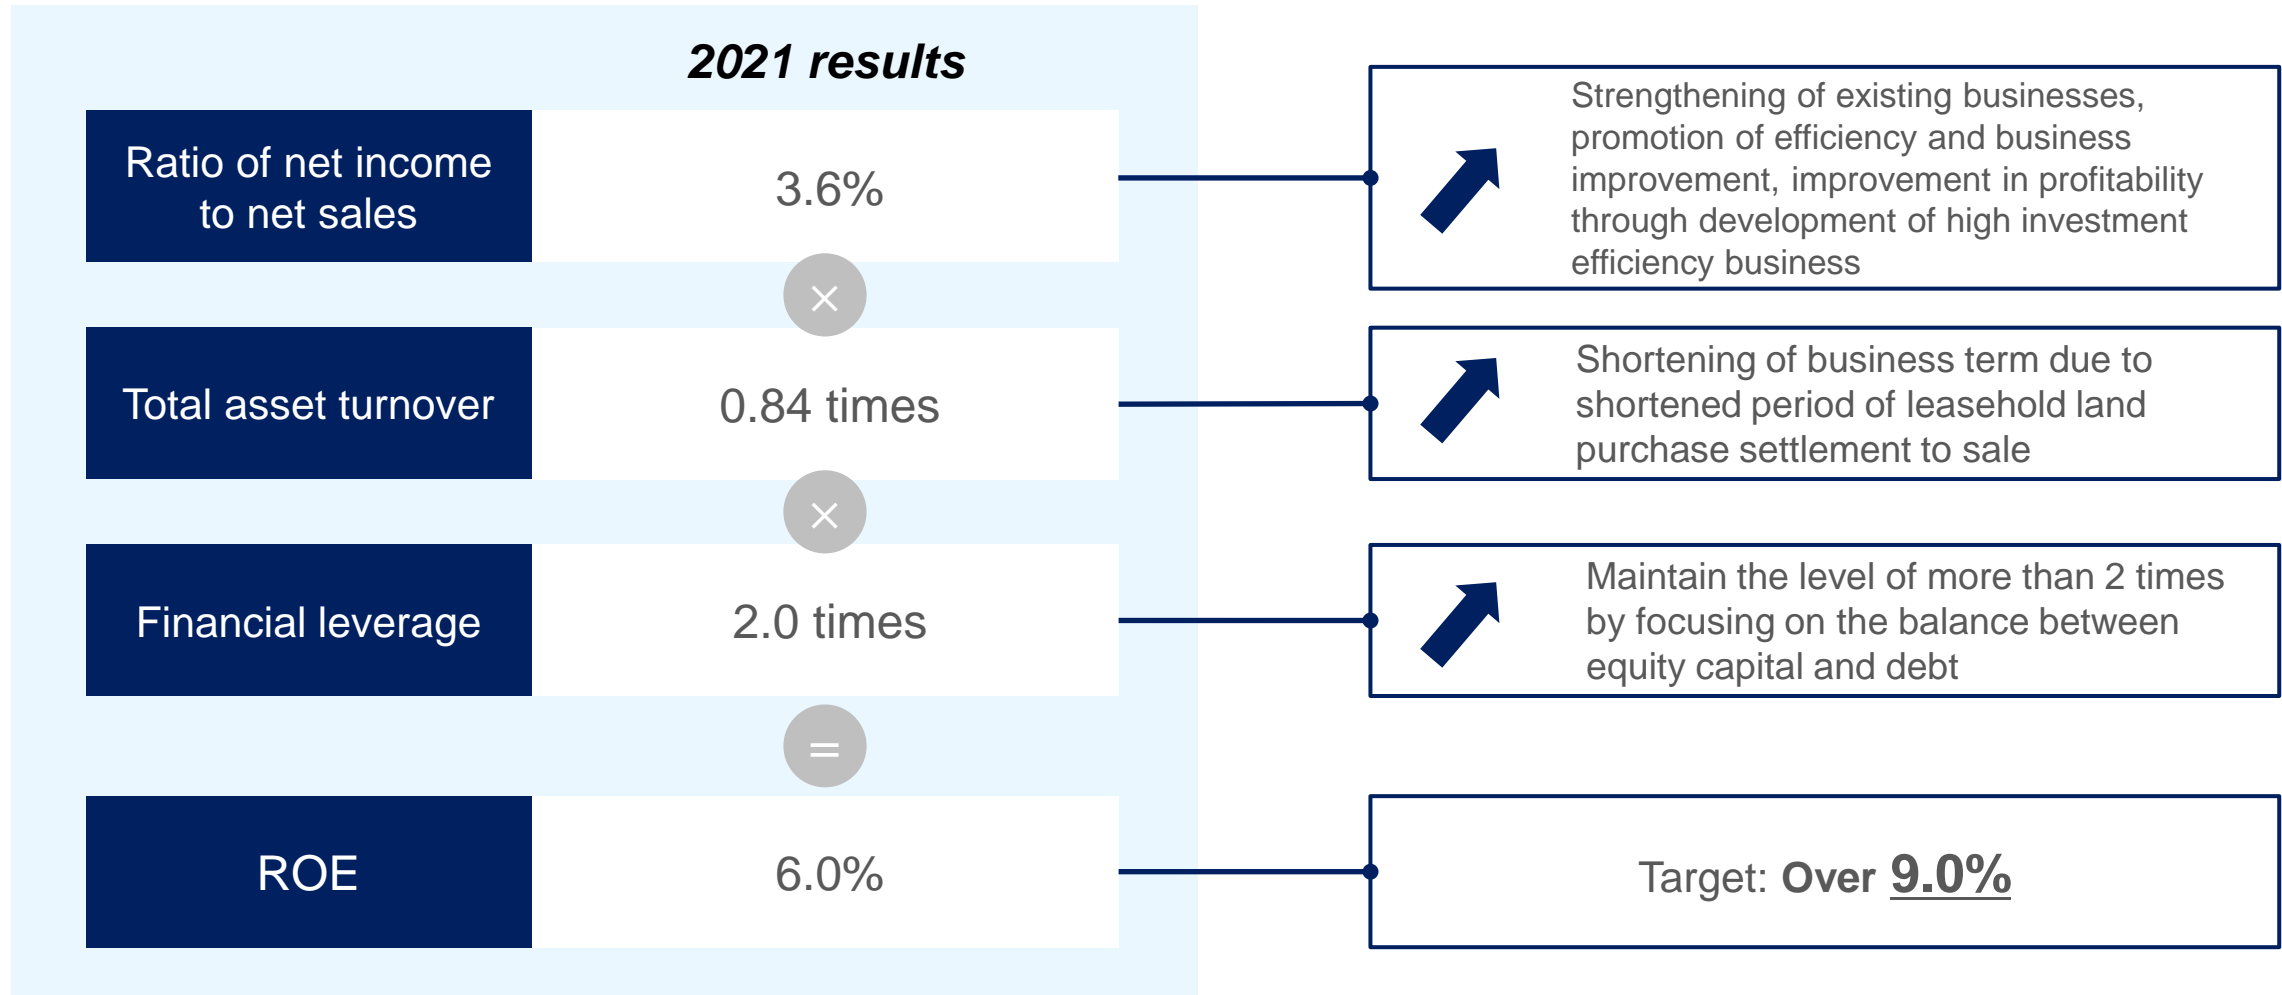 2021 results
Ratio of net income
to net sales
3.6%
Strengthening of existing businesses,
promotion of efficiency and business
improvement, improvement in profitability
through development of high investment
efficiency business
×
Total asset turnover
0.84 times
Shortening of business term due to
shortened period of leasehold land
purchase settlement to sale
×
Financial leverage
2.0 times
Maintain the level of more than 2 times
by focusing on the balance between
equity capital and debt
=
ROE
6.0%
Target: Over 9.0%